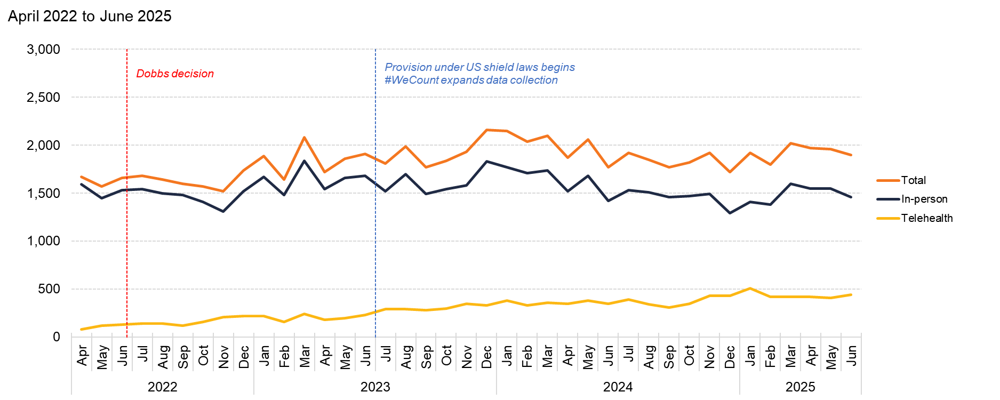 April 2022 to June 2025
3,000
2,500
2,000
1,500
1,000
500
0
Dobbs decision
Provision under US shield laws begins
#WeCount expands data collection
Total
In-person
Telehealth
Apr May Jun Jul Aug Sep Oct Nov Dec Jan Feb Mar Apr May Jun Jul Aug Sep Oct Nov Dec Jan Feb Mar Apr May Jun Jul Aug Sep Oct Nov Dec Jan Feb Mar Apr May Jun
2022 2023 2024 2025